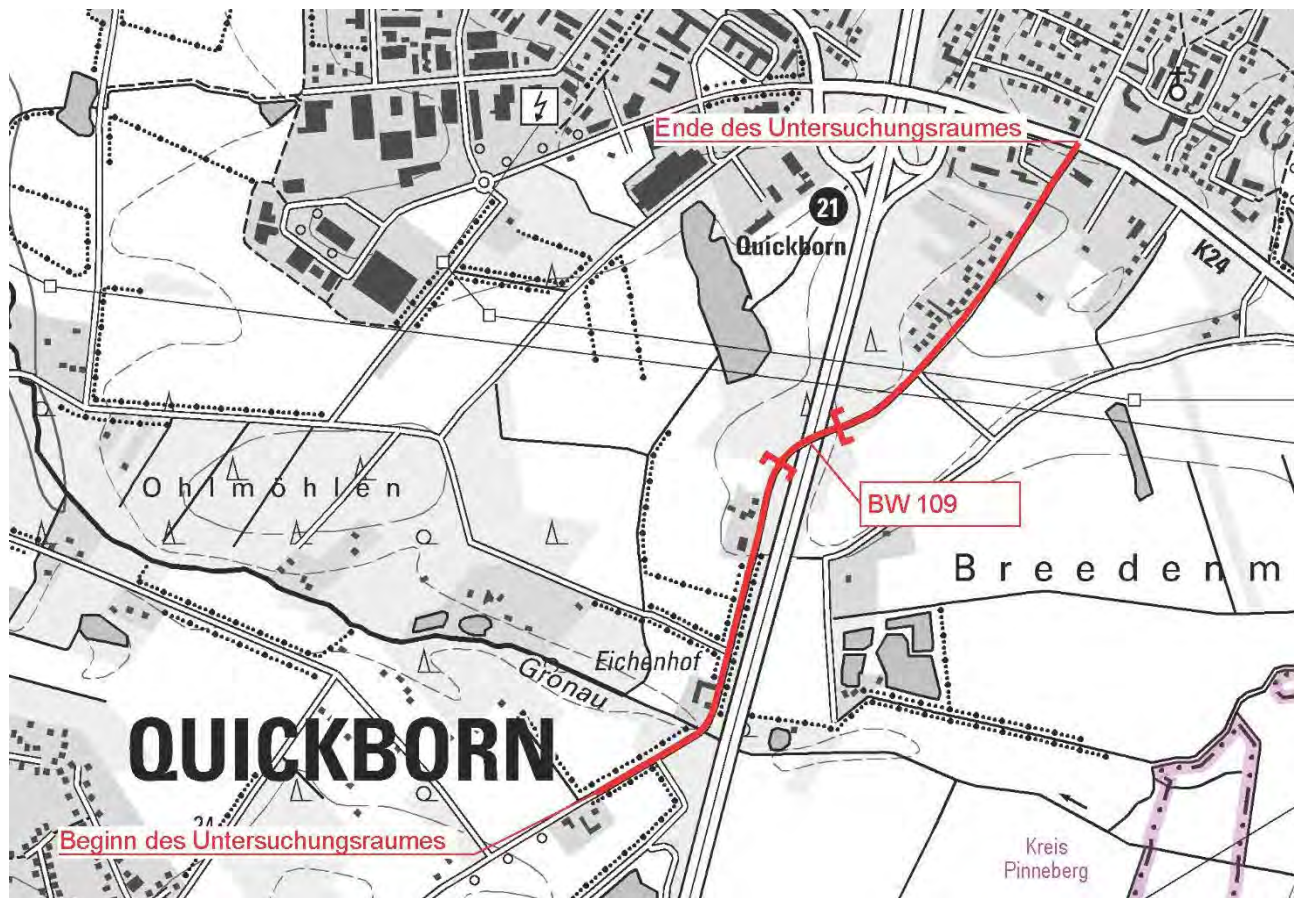 Ende des Untersuchungsraumes
21
Quickborn
K24
Ohlmöhlen
BW 109
Breedenm
Eichenhof
Gronau
QUICKBORN
Beginn des Untersuchungsraumes
Kreis
Pinneberg